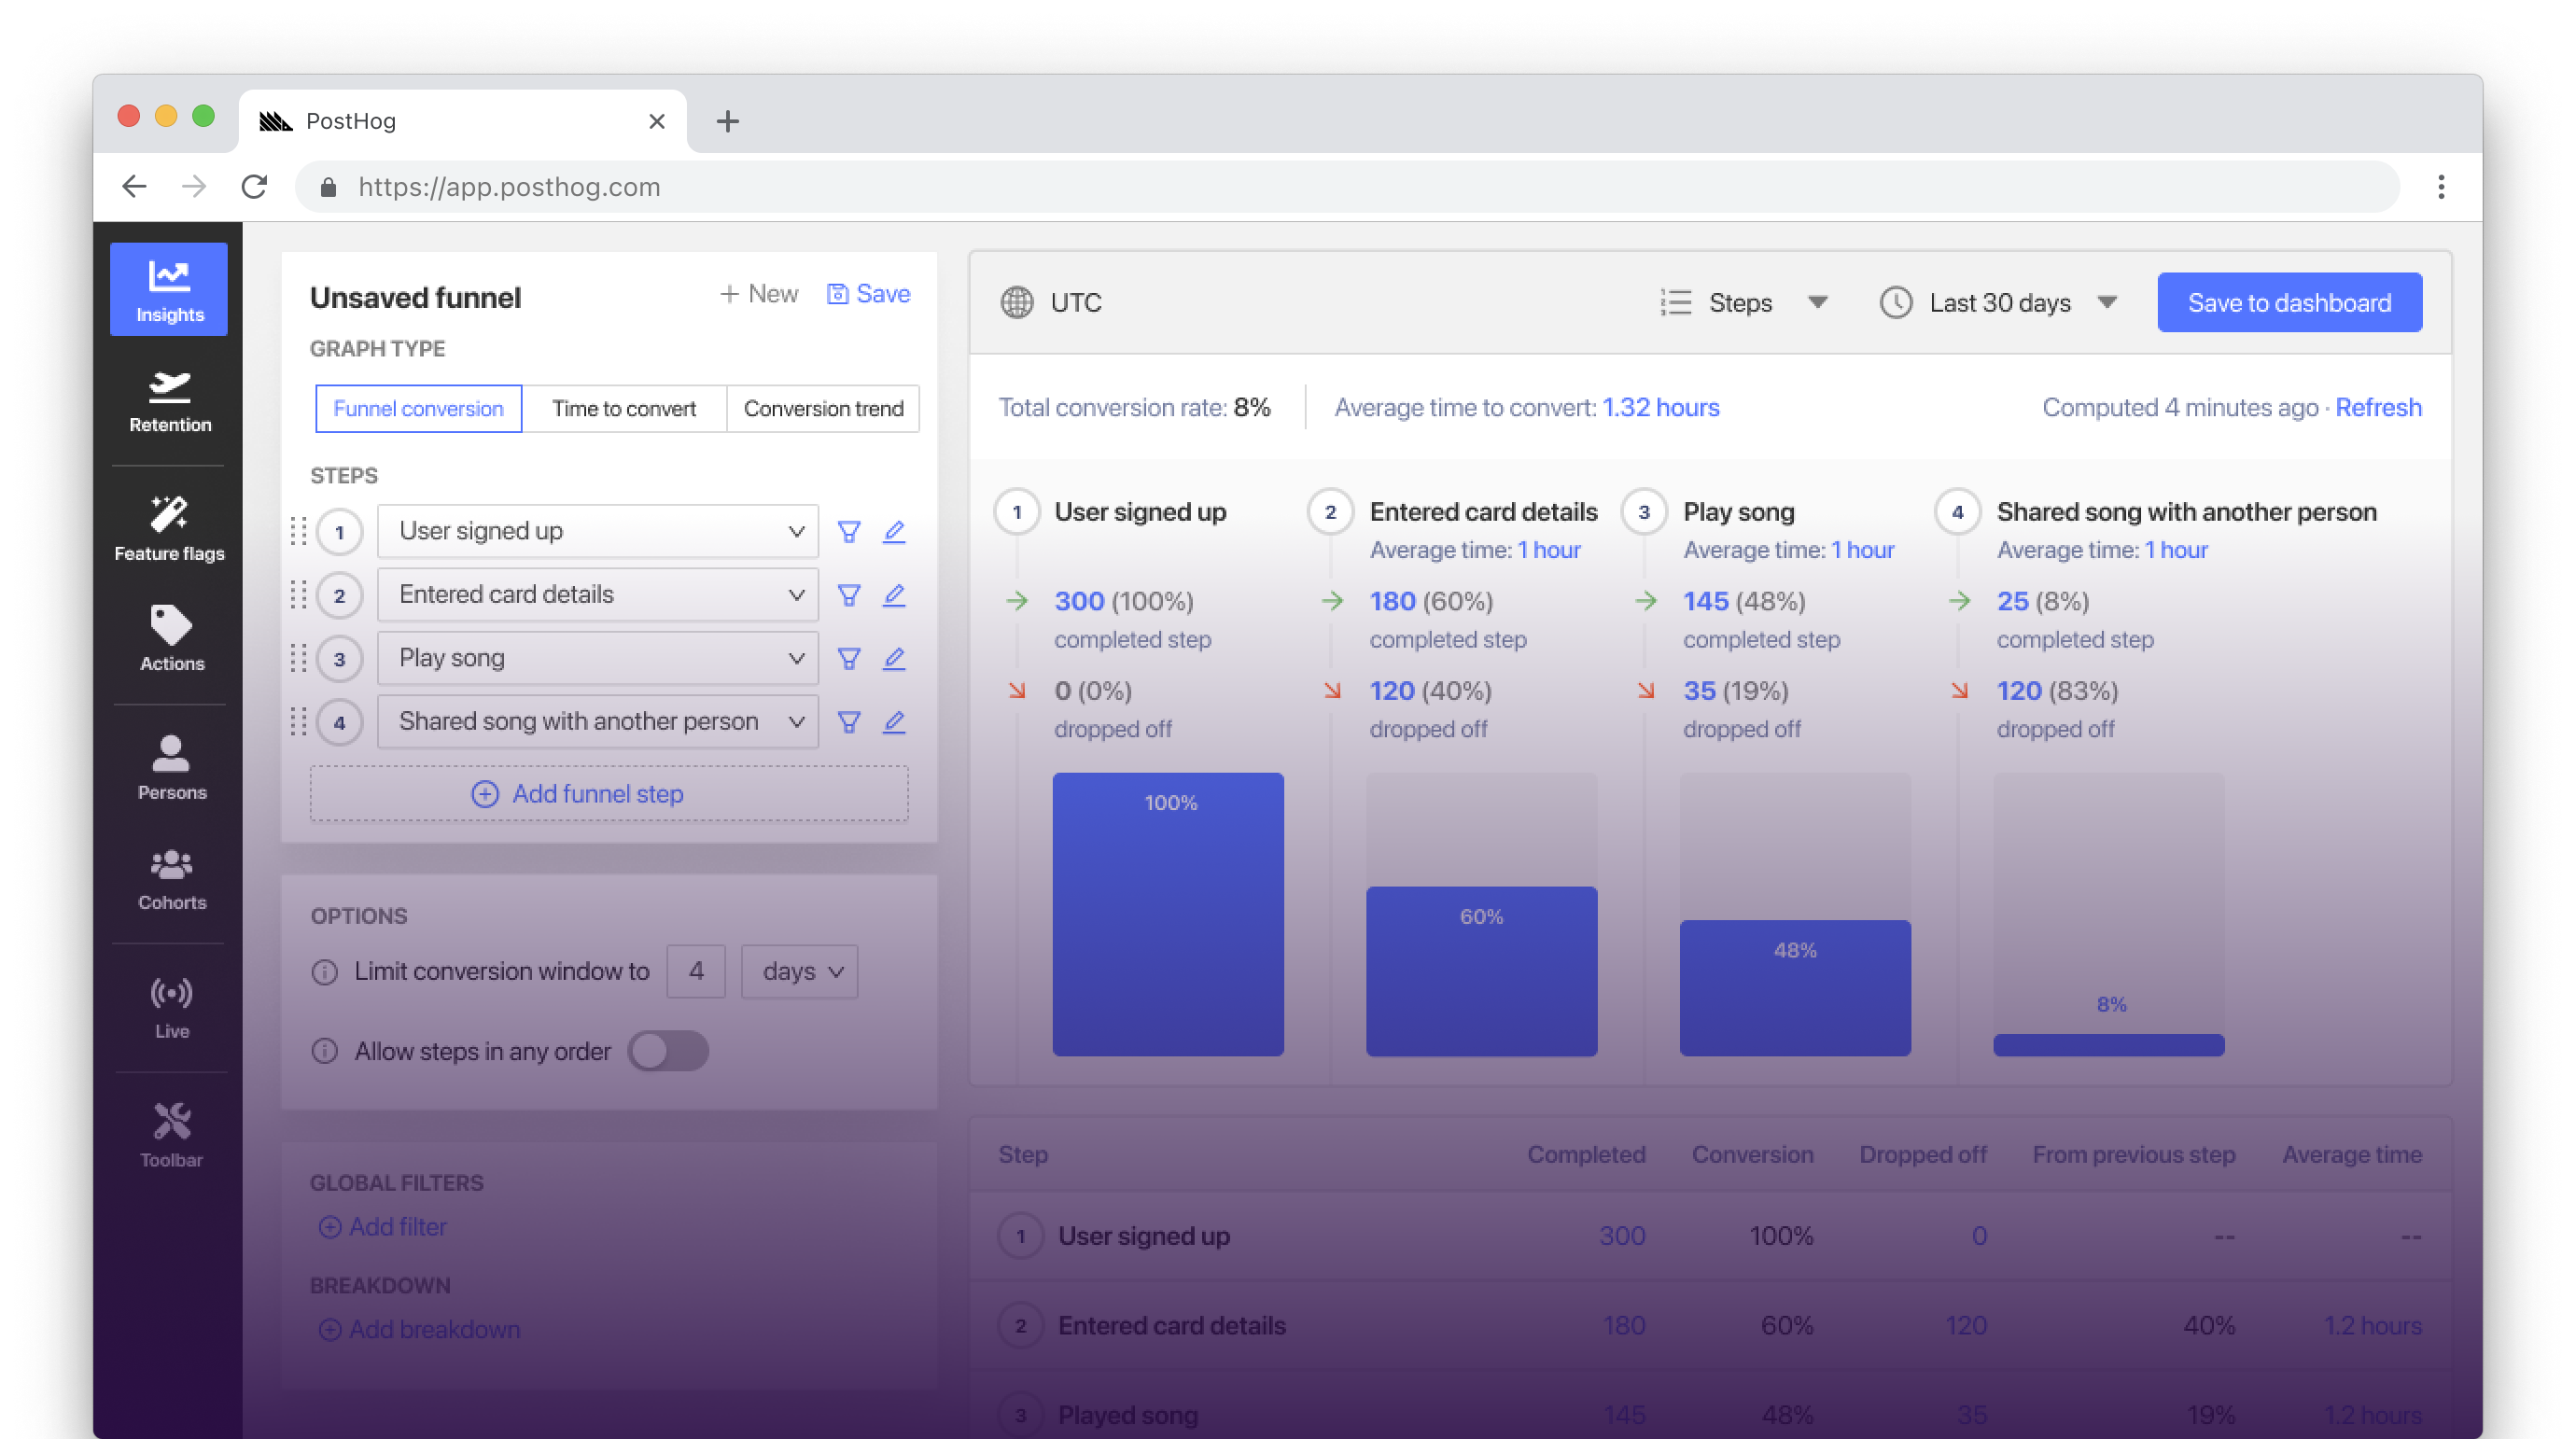 PostHog
https://app.posthog.com
Insights
Retention
Feature flags
Actions
Persons
Cohorts
Live
Toolbar
Unsaved funnel
New
Save
GRAPH TYPE
Funnel conversion Time to convert Conversion trend
STEPS
1 User signed up
2 Entered card details
3 Play song
4 Shared song with another person
Add funnel step
OPTIONS
Limit conversion window to 4 days
Allow steps in any order
GLOBAL FILTERS
Add filter
BREAKDOWN
Add breakdown
UTC Steps Last 30 days Save to dashboard
Total conversion rate: 8% Average time to convert: 1.32 hours Computed 4 minutes ago · Refresh
1 User signed up 2 Entered card details 3 Play song 4 Shared song with another person
Average time: 1 hour Average time: 1 hour Average time: 1 hour
300 (100%) 180 (60%) 145 (48%) 25 (8%)
completed step completed step completed step completed step
0 (0%) 120 (40%) 35 (19%) 120 (83%)
dropped off dropped off dropped off dropped off
100%
60%
48%
8%
Step Completed Conversion Dropped off From previous step Average time
1 User signed up 300 100% 0 -- --
2 Entered card details 180 60% 120 40% 1.2 hours
3 Played song 145 48% 35 19% 1.2 hours